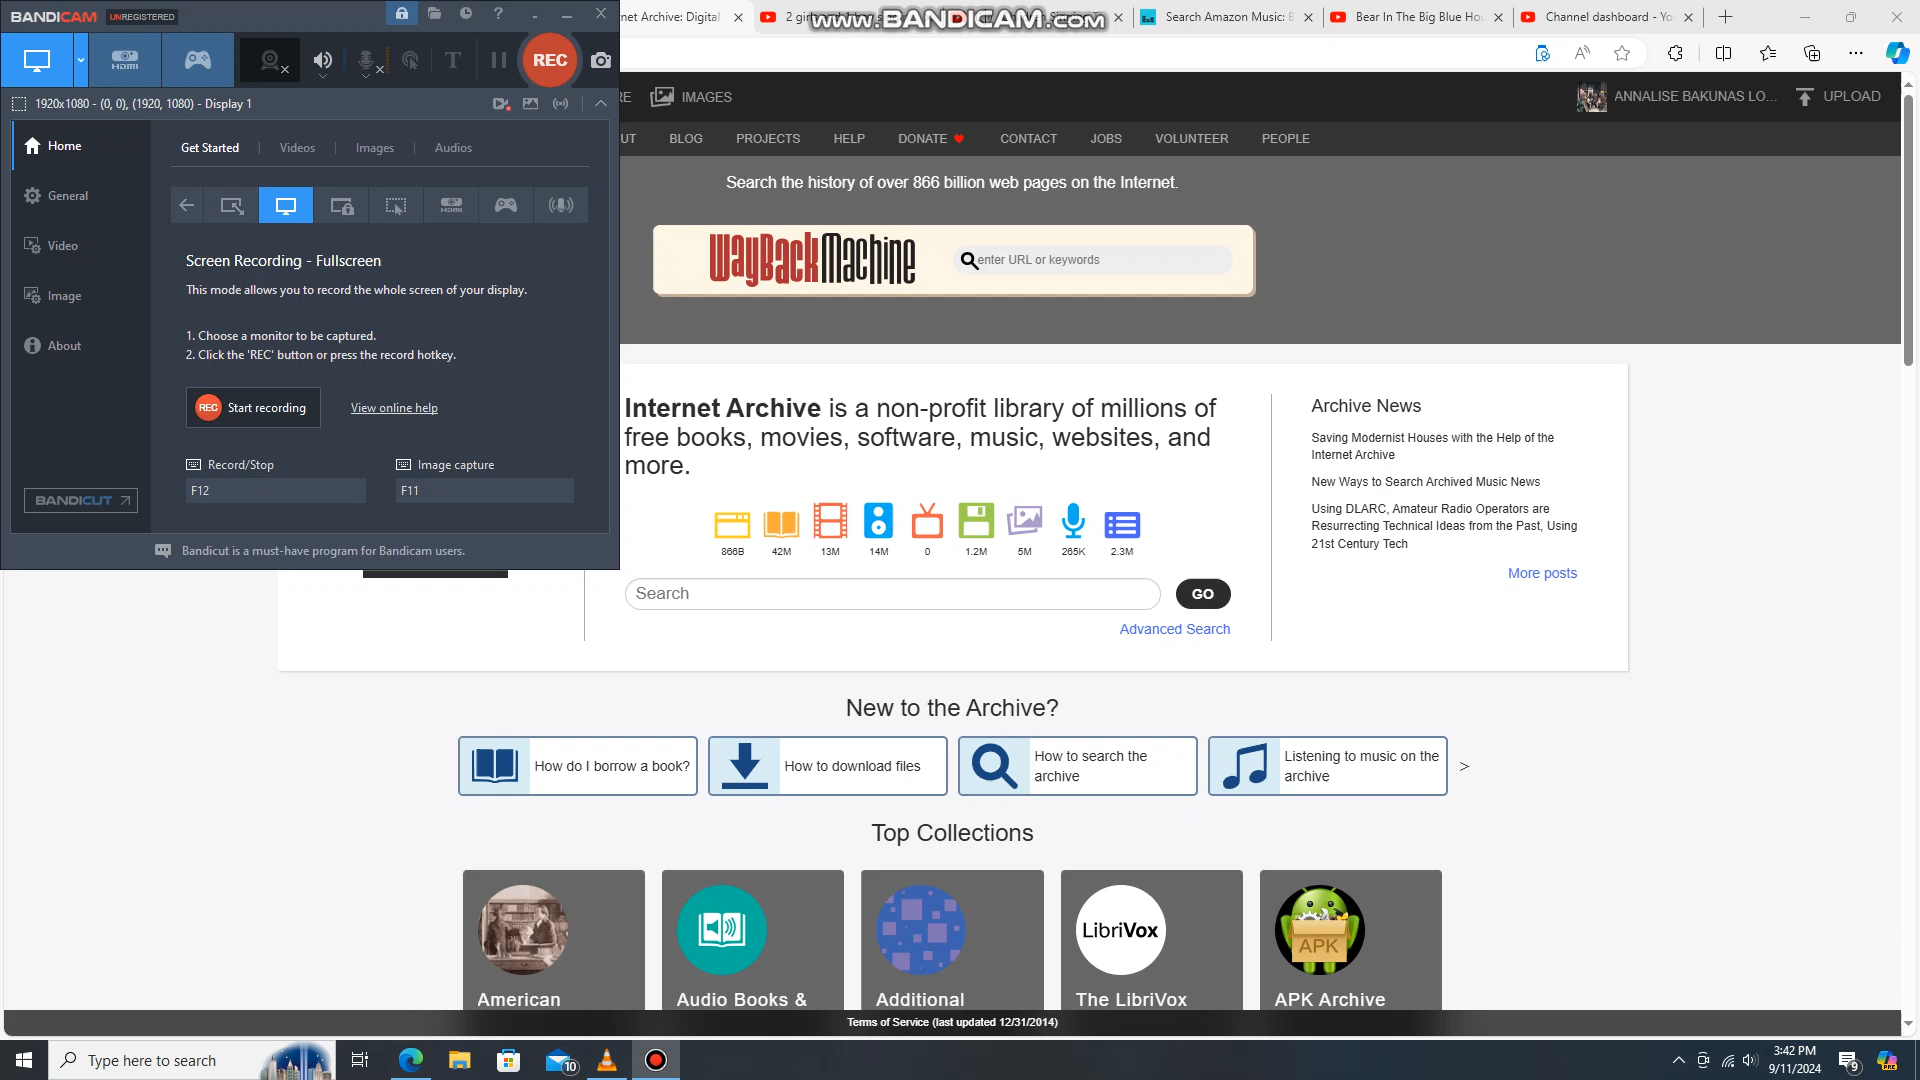 BANDICAM UNREGISTERED
net Archive: Digital
www.BANDICAM.com
Search Amazon Music: B
Bear In The Big Blue Hou
Channel dashboard - Yo
HDMI
T
REC
1920x1080 - (0, 0), (1920, 1080) - Display 1
RE
IMAGES
ANNALISE BAKUNAS LO...
UPLOAD
UT
BLOG
PROJECTS
HELP
DONATE
CONTACT
JOBS
VOLUNTEER
PEOPLE
Home
General
Video
Image
About
BANDICUT
Get Started
Videos
Images
Audios
HDMI
Screen Recording - Fullscreen
This mode allows you to record the whole screen of your display.
1. Choose a monitor to be captured.
2. Click the 'REC' button or press the record hotkey.
REC Start recording
View online help
Record/Stop
Image capture
F12
F11
Bandicut is a must-have program for Bandicam users.
Search the history of over 866 billion web pages on the Internet.
WayBackMachine
enter URL or keywords
Internet Archive is a non-profit library of millions of
free books, movies, software, music, websites, and
more.
866B
42M
13M
14M
0
1.2M
5M
265K
2.3M
Search
GO
Advanced Search
Archive News
Saving Modernist Houses with the Help of the
Internet Archive
New Ways to Search Archived Music News
Using DLARC, Amateur Radio Operators are
Resurrecting Technical Ideas from the Past, Using
21st Century Tech
More posts
New to the Archive?
How do I borrow a book?
How to download files
How to search the
archive
Listening to music on the
archive
>
Top Collections
LibriVox
APK
American
Audio Books &
Additional
The LibriVox
APK Archive
Terms of Service (last updated 12/31/2014)
Type here to search
10
3:42 PM
9/11/2024
9
PRE